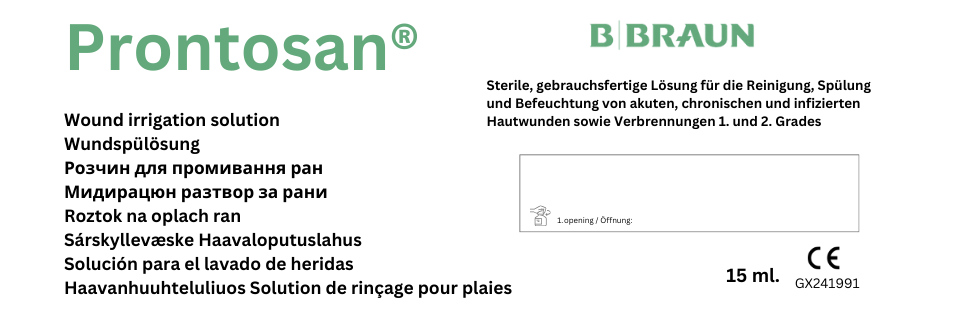 Prontosan®
B|BRAUN
Sterile, gebrauchsfertige Lösung für die Reinigung, Spülung
und Befeuchtung von akuten, chronischen und infizierten
Hautwunden sowie Verbrennungen 1. und 2. Grades
Wound irrigation solution
Wundspülösung
Розчин для промивання ран
Мидирацюн разтвор за рани
Roztok na oplach ran
Sárskyllevæske Haavaloputuslahus
Solución para el lavado de heridas
Haavanhuuhteluliuos Solution de rinçage pour plaies
1.opening / Öffnung:
15 ml.
CE
GX241991